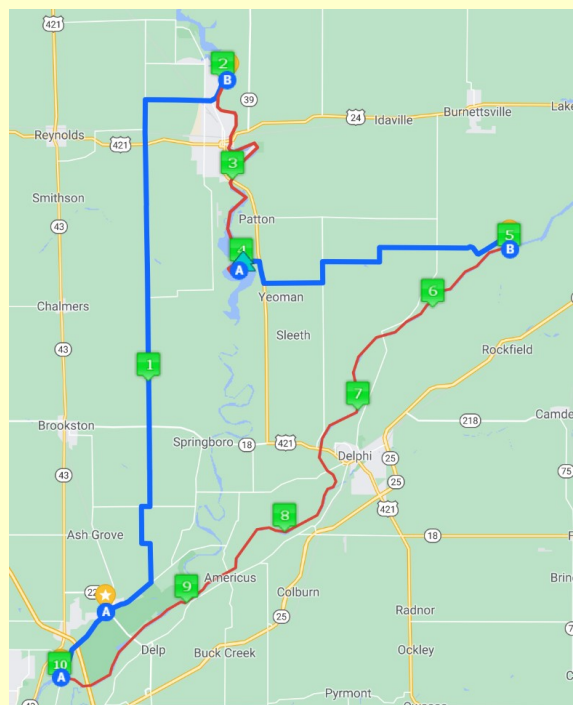 421
2
B
39
24
Idaville
Burnettsville
Lake
Reynolds
421
3
Smithson
Patton
4
A
5
B
Yeoman
6
Chalmers
43
Sleeth
Rockfield
43
1
7
Brookston
218
Camde
Springboro
18
421
Delphi
25
75
43
25
421
8
18
F
Ash Grove
Americus
9
Brin
22
A
Colburn
Radnor
25
Delp
Buck Creek
Ockley
10
A
C
43
Pyrmont